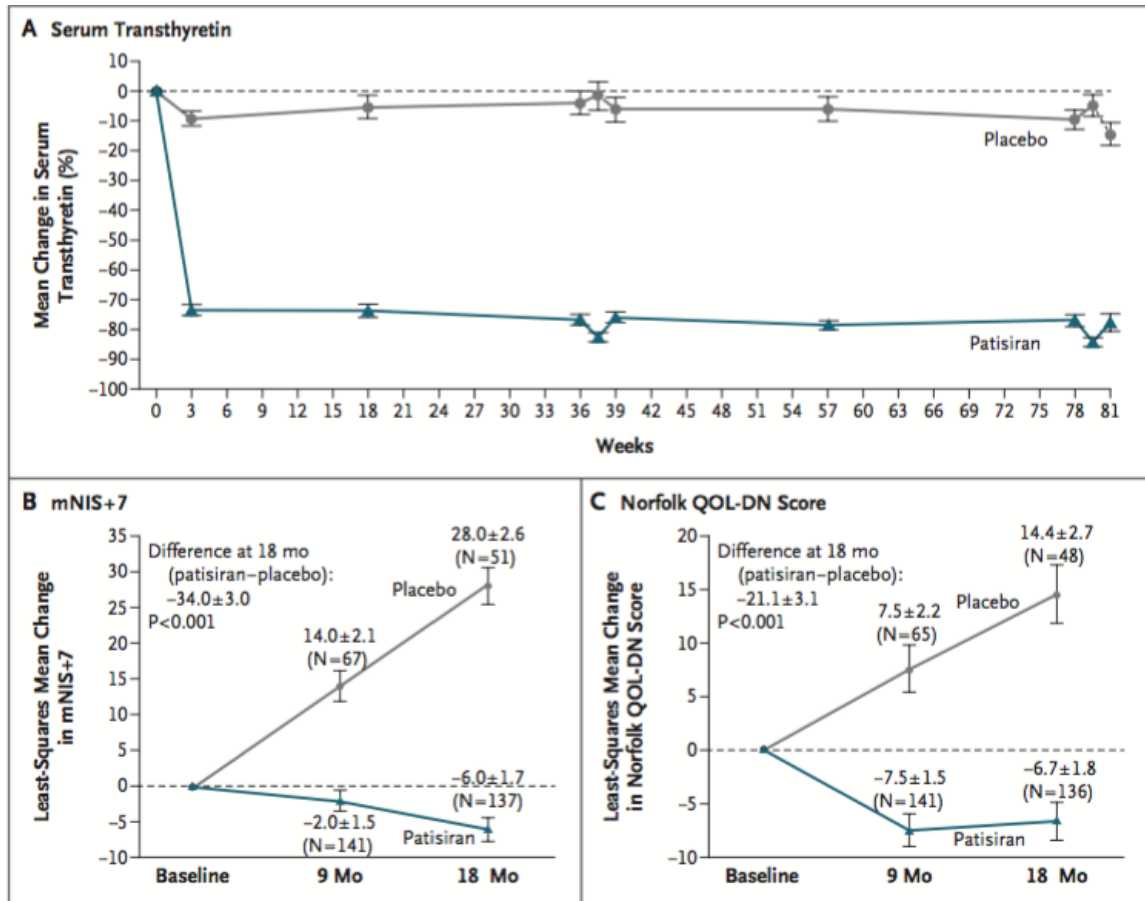 A Serum Transthyretin
10
0
−10
−20
−30
−40
−50
−60
−70
−80
−90
−100
Mean Change in Serum
Transthyretin (%)
Placebo
Patisiran
0 3 6 9 12 15 18 21 24 27 30 33 36 39 42 45 48 51 54 57 60 63 66 69 72 75 78 81
Weeks
B mNIS+7
35
30
25
20
15
10
5
0
−5
−10
Least-Squares Mean Change
in mNIS+7
Difference at 18 mo
(patisiran–placebo):
−34.0±3.0
P<0.001
28.0±2.6
(N=51)
Placebo
14.0±2.1
(N=67)
−6.0±1.7
(N=137)
−2.0±1.5
(N=141)
Patisiran
Baseline 9 Mo 18 Mo
C Norfolk QOL-DN Score
20
15
10
5
0
−5
−10
Least-Squares Mean Change
in Norfolk QOL-DN Score
Difference at 18 mo
(patisiran–placebo):
−21.1±3.1
P<0.001
14.4±2.7
(N=48)
Placebo
7.5±2.2
(N=65)
−7.5±1.5
(N=141)
−6.7±1.8
(N=136)
Patisiran
Baseline 9 Mo 18 Mo